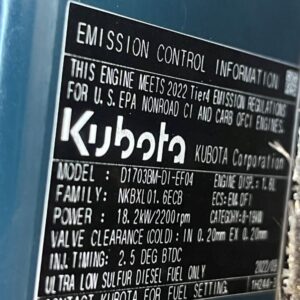 EMISSION CONTROL INFORMATION
THIS ENGINE MEETS 2022 Tier4 EMISSION REGULATIONS
FOR U.S. EPA NONROAD CI AND CARB OFCI ENGINES.
Kubota KUBOTA Corporation
MODEL : D1703BM-DI-EF04 ENGINE DISPL: 1.6L
FAMILY: NKBXL01.6ECB ECS: EM DFI
POWER : 18.2kW/2200rpm CATEGORY:
VALVE CLEARANCE (COLD): IN 0.20mm EX 0.20mm
INJ.TIMING: 2.5 DEG BTDC
ULTRA LOW SULFUR DIESEL FUEL ONLY
CONTACT KUBOTA FOR FUEL SETTING. 1H244-